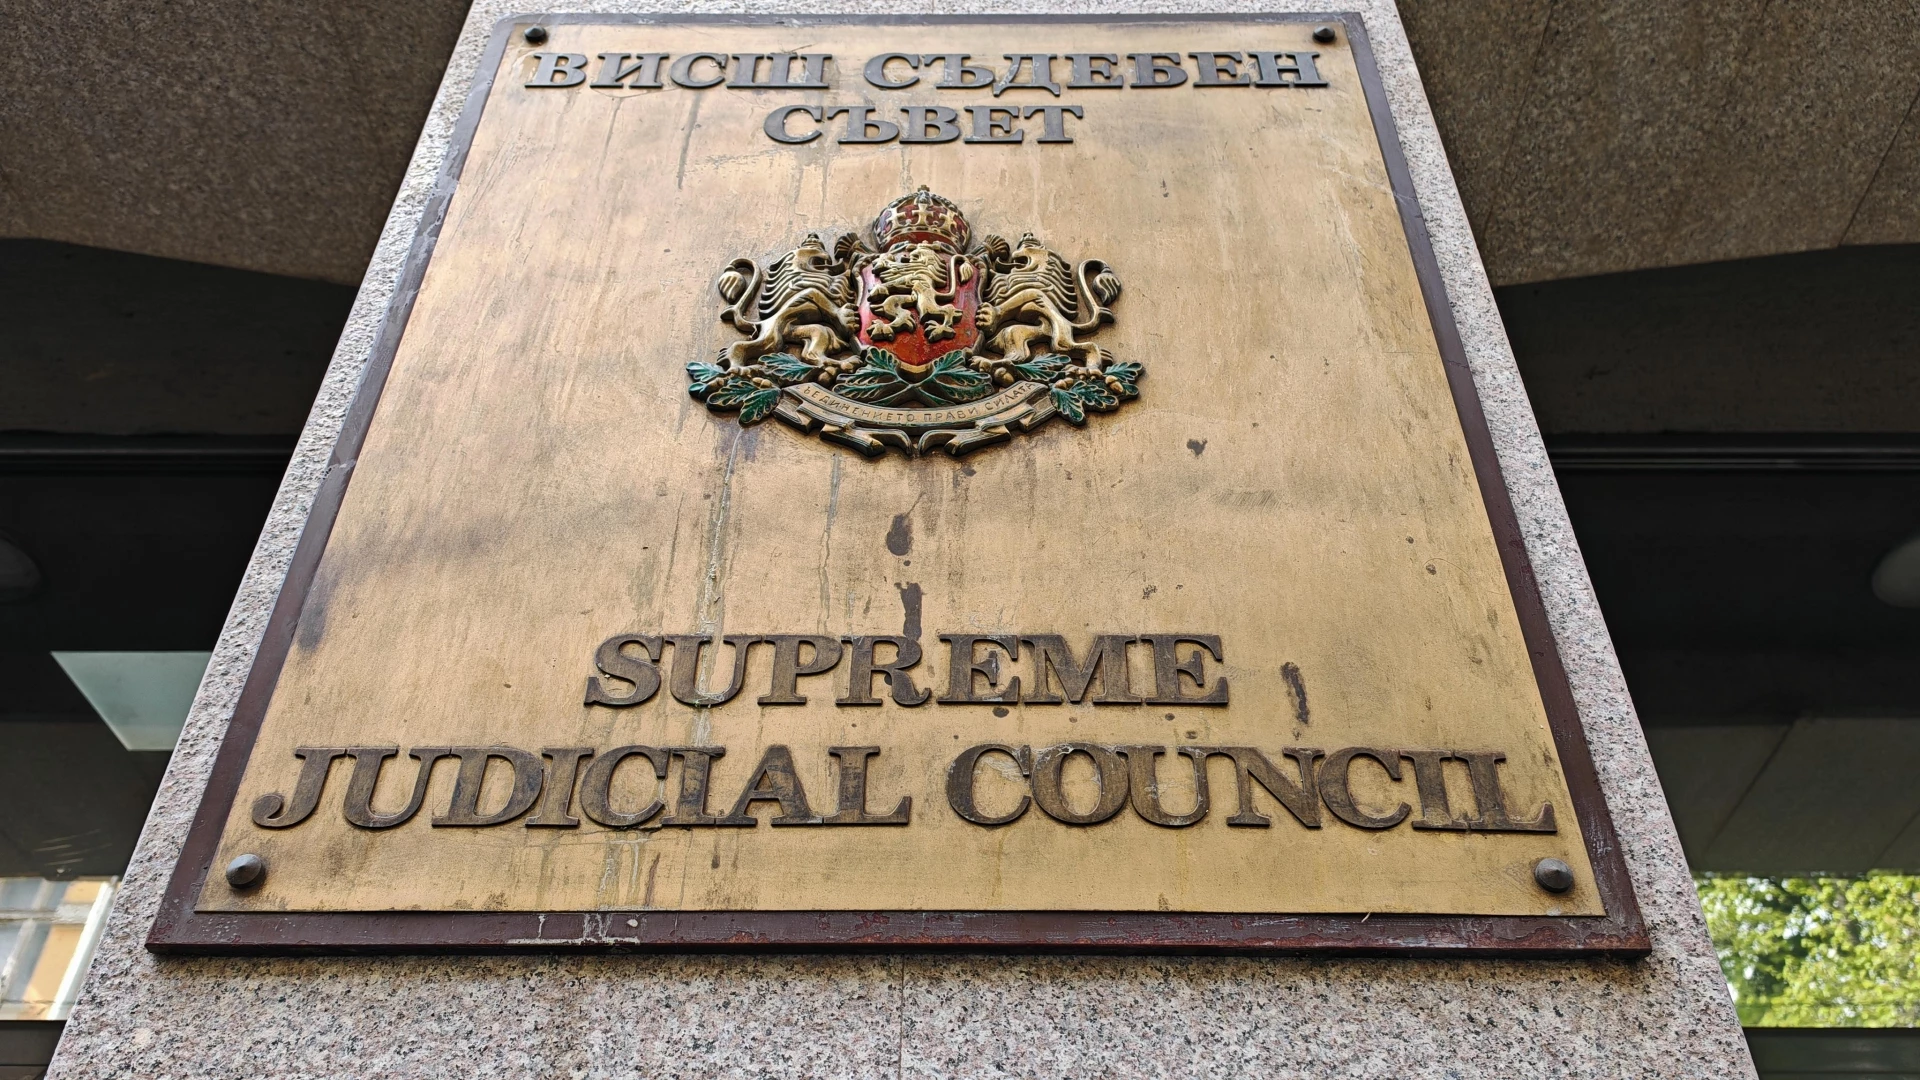 ВИСШ СЪДЕБЕН
СЪВЕТ
СЪЕДИНЕНИЕТО ПРАВИ СИЛАТА
SUPREME
JUDICIAL COUNCIL